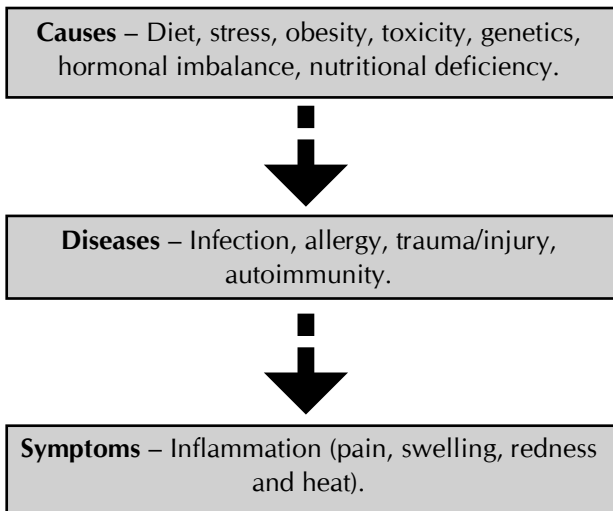 Causes – Diet, stress, obesity, toxicity, genetics,
hormonal imbalance, nutritional deficiency.
Diseases – Infection, allergy, trauma/injury,
autoimmunity.
Symptoms – Inflammation (pain, swelling, redness
and heat).